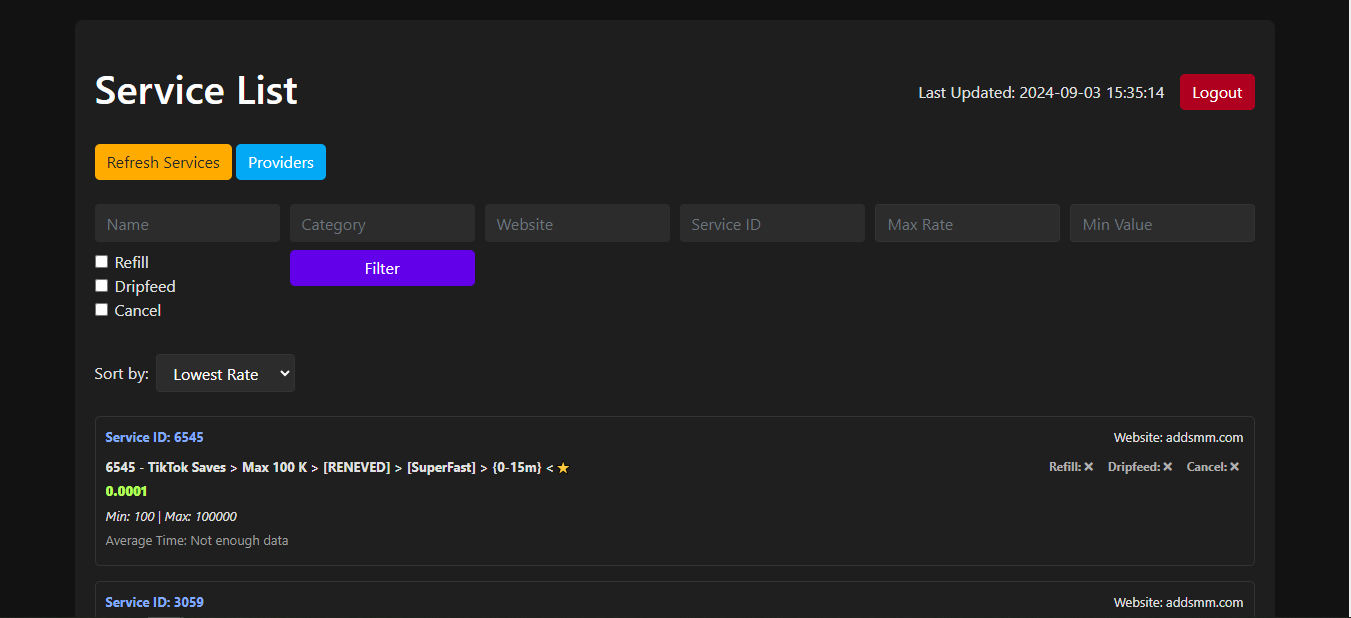 Service List
Last Updated: 2024-09-03 15:35:14 Logout
Refresh Services Providers
Name Category Website Service ID Max Rate Min Value
Refill Filter
Dripfeed
Cancel
Sort by: Lowest Rate
Service ID: 6545 Website: addsmm.com
6545 - TikTok Saves > Max 100 K > [RENEVED] > [SuperFast] > {0-15m} < ★ Refill: ✕ Dripfeed: ✕ Cancel: ✕
0.0001
Min: 100 | Max: 100000
Average Time: Not enough data
Service ID: 3059 Website: addsmm.com